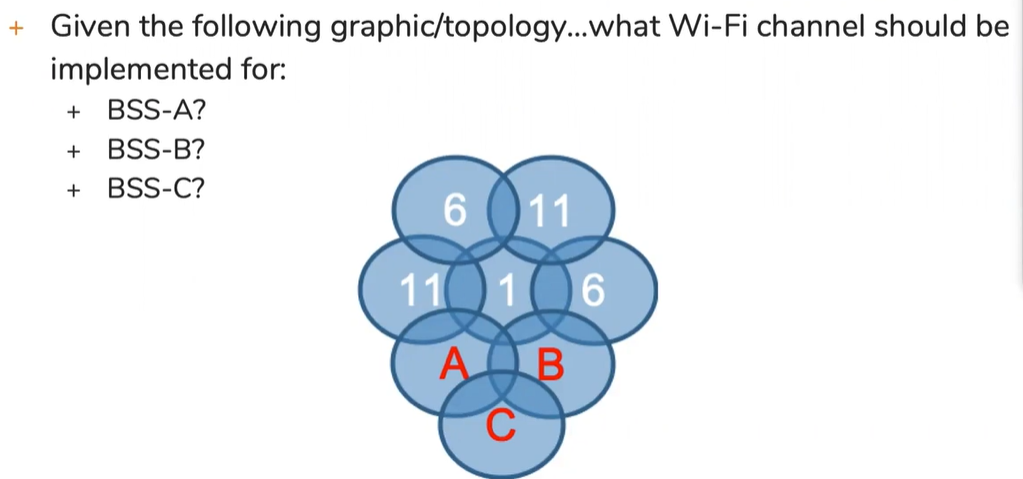 + Given the following graphic/topology...what Wi-Fi channel should be
implemented for:
+ BSS-A?
+ BSS-B?
+ BSS-C?
6 11
11 1 6
A B
C